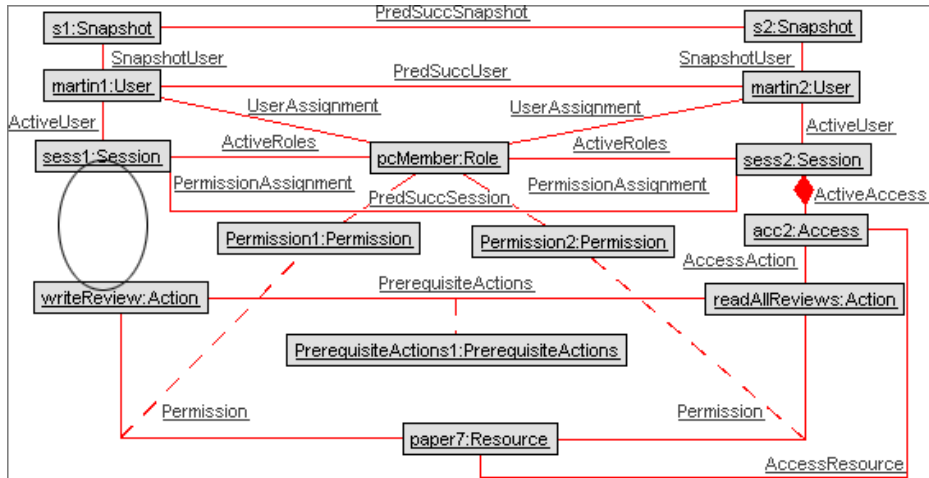 PredSuccSnapshot
s1:Snapshot
s2:Snapshot
SnapshotUser
SnapshotUser
martin1:User
PredSuccUser
martin2:User
UserAssignment
UserAssignment
ActiveUser
ActiveUser
sess1:Session
ActiveRoles
pcMember:Role
ActiveRoles
sess2:Session
PermissionAssignment
PermissionAssignment
PredSuccSession
ActiveAccess
Permission1:Permission
Permission2:Permission
acc2:Access
AccessAction
PrerequisiteActions
writeReview:Action
readAllReviews:Action
PrerequisiteActions1:PrerequisiteActions
Permission
Permission
paper7:Resource
AccessResource